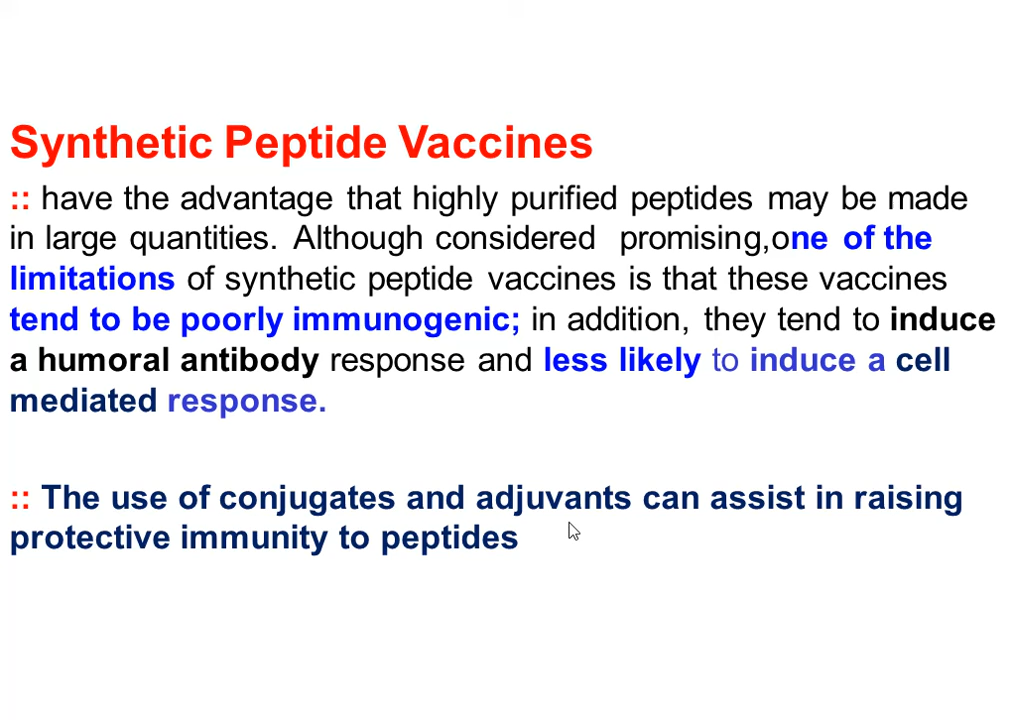 Synthetic Peptide Vaccines
:: have the advantage that highly purified peptides may be made
in large quantities. Although considered promising,one of the
limitations of synthetic peptide vaccines is that these vaccines
tend to be poorly immunogenic; in addition, they tend to induce
a humoral antibody response and less likely to induce a cell
mediated response.
:: The use of conjugates and adjuvants can assist in raising
protective immunity to peptides